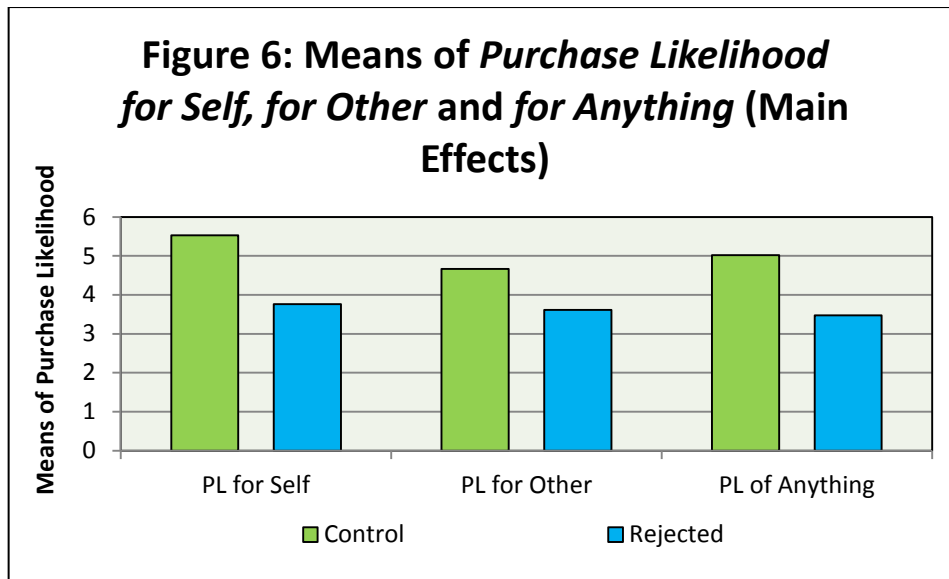 Figure 6: Means of Purchase Likelihood
for Self, for Other and for Anything (Main
Effects)
Means of Purchase Likelihood
6
5
4
3
2
1
0
PL for Self PL for Other PL of Anything
Control Rejected